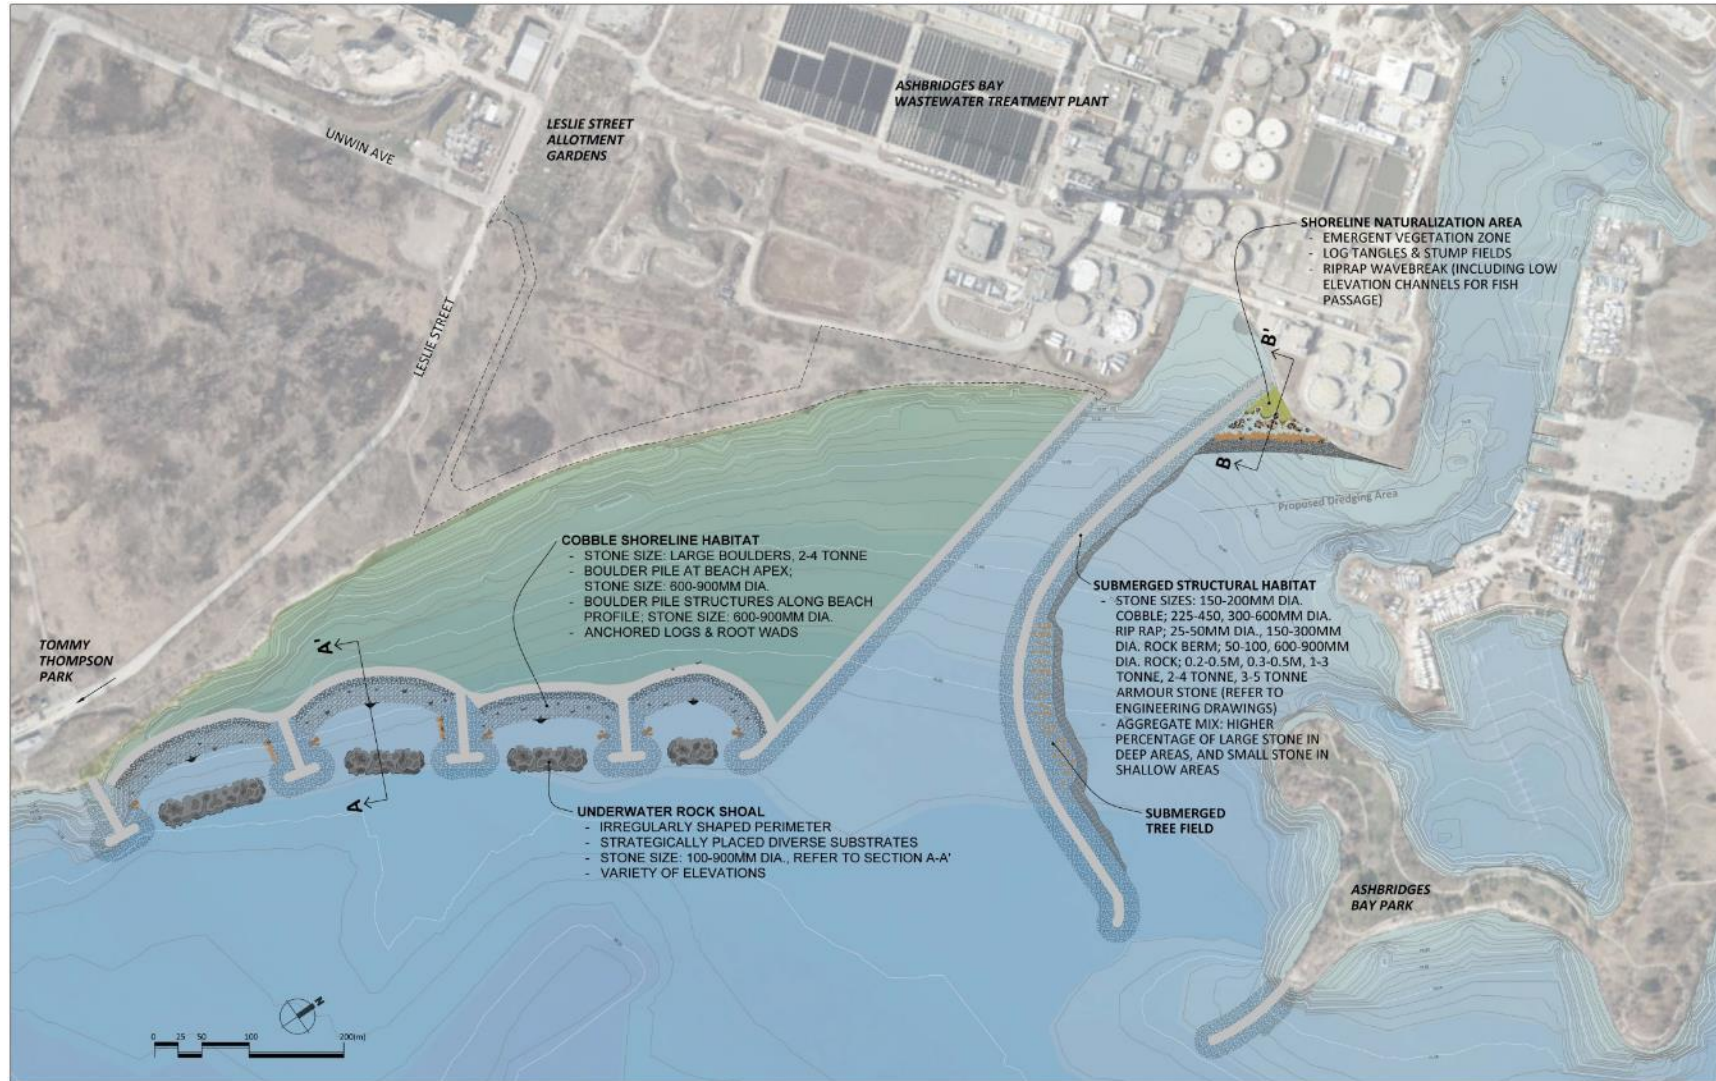 ASHBRIDGES BAY
WASTEWATER TREATMENT PLANT
LESLIE STREET
ALLOTMENT
GARDENS
UNWIN AVE
LESLIE STREET
SHORELINE NATURALIZATION AREA
- EMERGENT VEGETATION ZONE
- LOG TANGLES & STUMP FIELDS
- RIPRAP WAVEBREAK (INCLUDING LOW
ELEVATION CHANNELS FOR FISH
PASSAGE)
B'
B
Proposed Dredging Area
COBBLE SHORELINE HABITAT
- STONE SIZE: LARGE BOULDERS, 2-4 TONNE
- BOULDER PILE AT BEACH APEX;
STONE SIZE: 600-900MM DIA.
- BOULDER PILE STRUCTURES ALONG BEACH
PROFILE; STONE SIZE: 600-900MM DIA.
- ANCHORED LOGS & ROOT WADS
SUBMERGED STRUCTURAL HABITAT
- STONE SIZES: 150-200MM DIA.
COBBLE; 225-450, 300-600MM DIA.
RIP RAP; 25-50MM DIA., 150-300MM
DIA. ROCK BERM; 50-100, 600-900MM
DIA. ROCK; 0.2-0.5M, 0.3-0.5M, 1-3
TONNE, 2-4 TONNE, 3-5 TONNE
ARMOUR STONE (REFER TO
ENGINEERING DRAWINGS)
- AGGREGATE MIX: HIGHER
PERCENTAGE OF LARGE STONE IN
DEEP AREAS, AND SMALL STONE IN
SHALLOW AREAS
TOMMY
THOMPSON
PARK
A'
A
UNDERWATER ROCK SHOAL
- IRREGULARLY SHAPED PERIMETER
- STRATEGICALLY PLACED DIVERSE SUBSTRATES
- STONE SIZE: 100-900MM DIA., REFER TO SECTION A-A'
- VARIETY OF ELEVATIONS
SUBMERGED
TREE FIELD
ASHBRIDGES
BAY PARK
N
0 25 50 100 200(m)